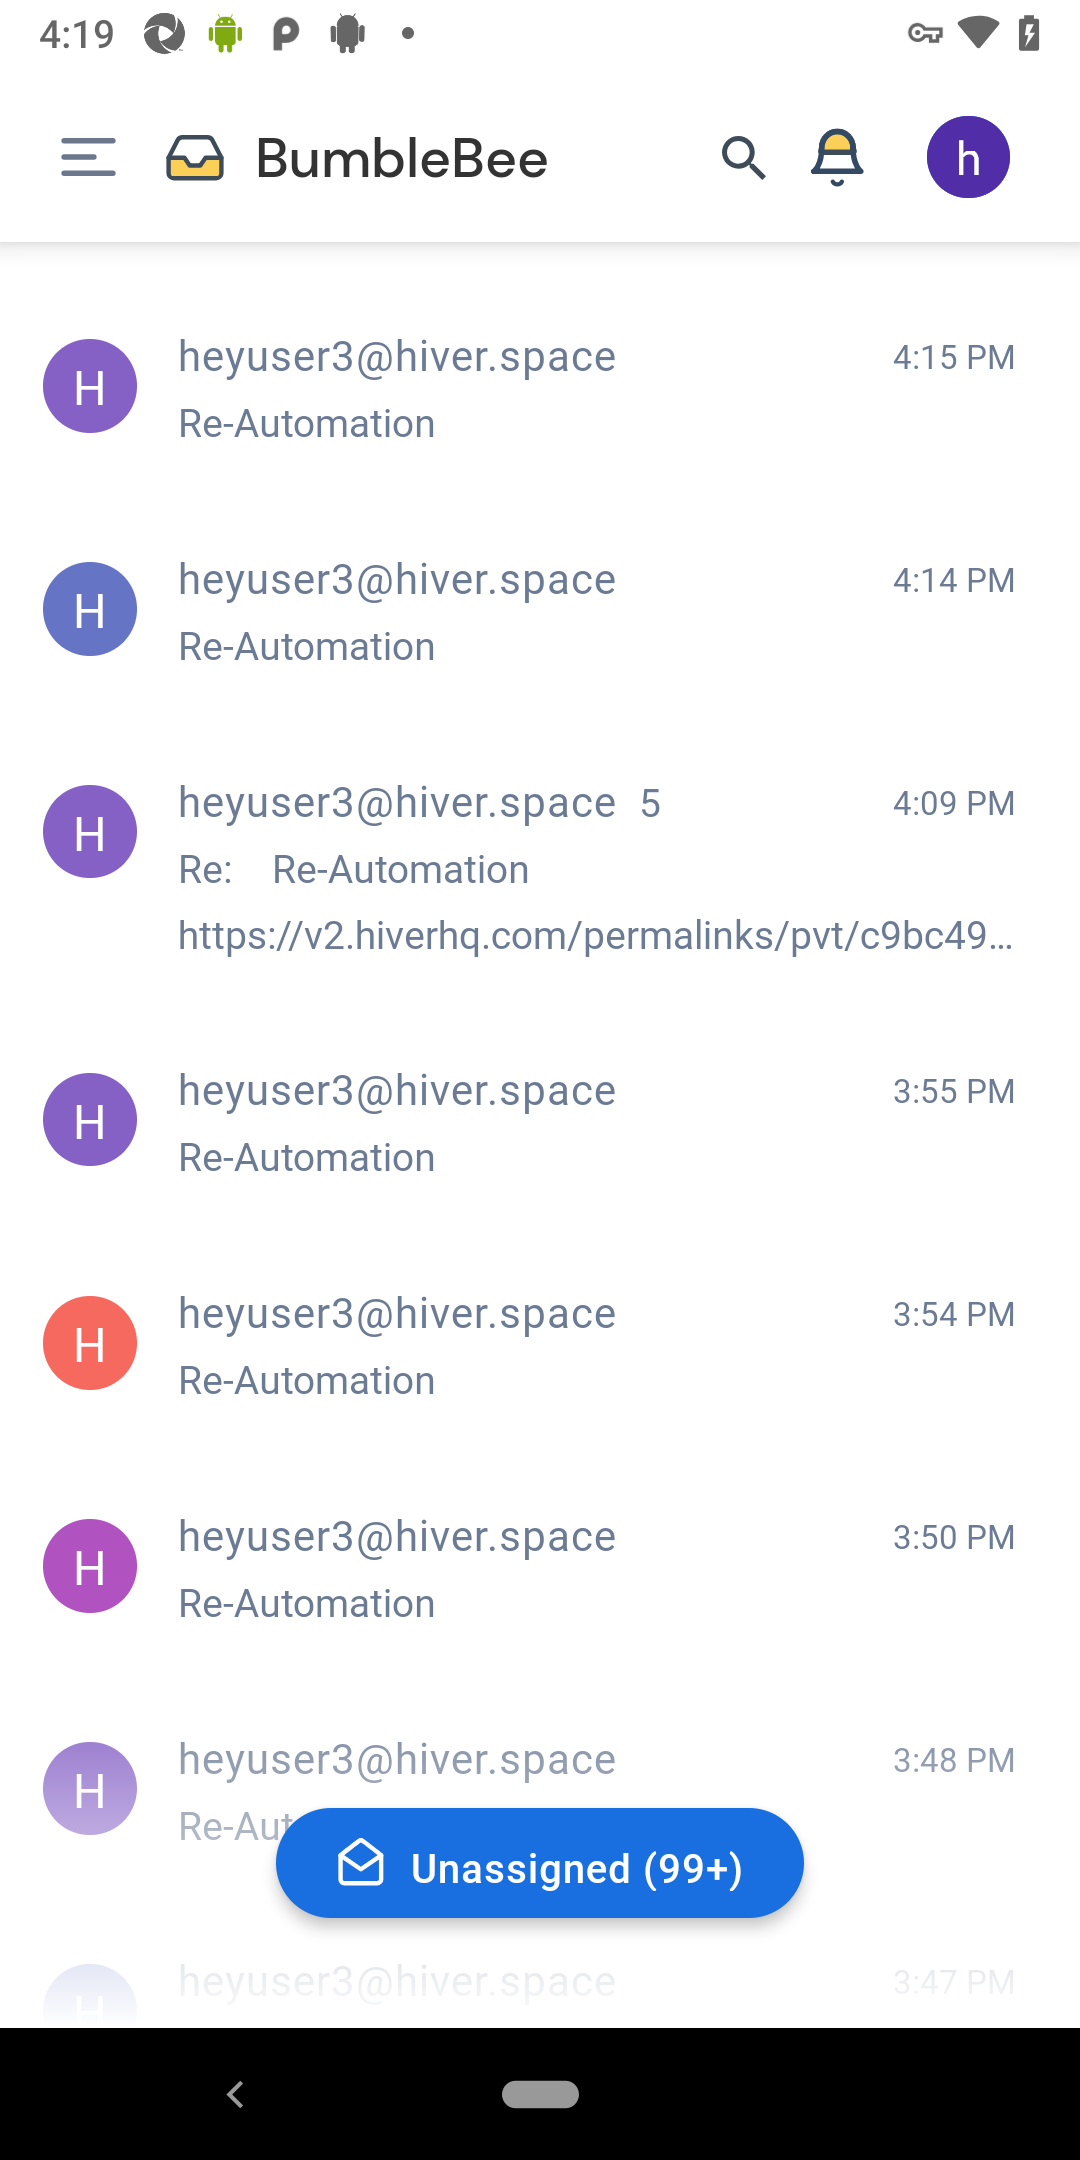 4:19
BumbleBee
h
H
heyuser3@hiver.space
4:15 PM
Re-Automation
H
heyuser3@hiver.space
4:14 PM
Re-Automation
H
heyuser3@hiver.space 5
4:09 PM
Re: Re-Automation
https://v2.hiverhq.com/permalinks/pvt/c9bc49...
H
heyuser3@hiver.space
3:55 PM
Re-Automation
H
heyuser3@hiver.space
3:54 PM
Re-Automation
H
heyuser3@hiver.space
3:50 PM
Re-Automation
H
heyuser3@hiver.space
3:48 PM
Re-Aut
Unassigned (99+)
H
heyuser3@hiver.space
3:47 PM